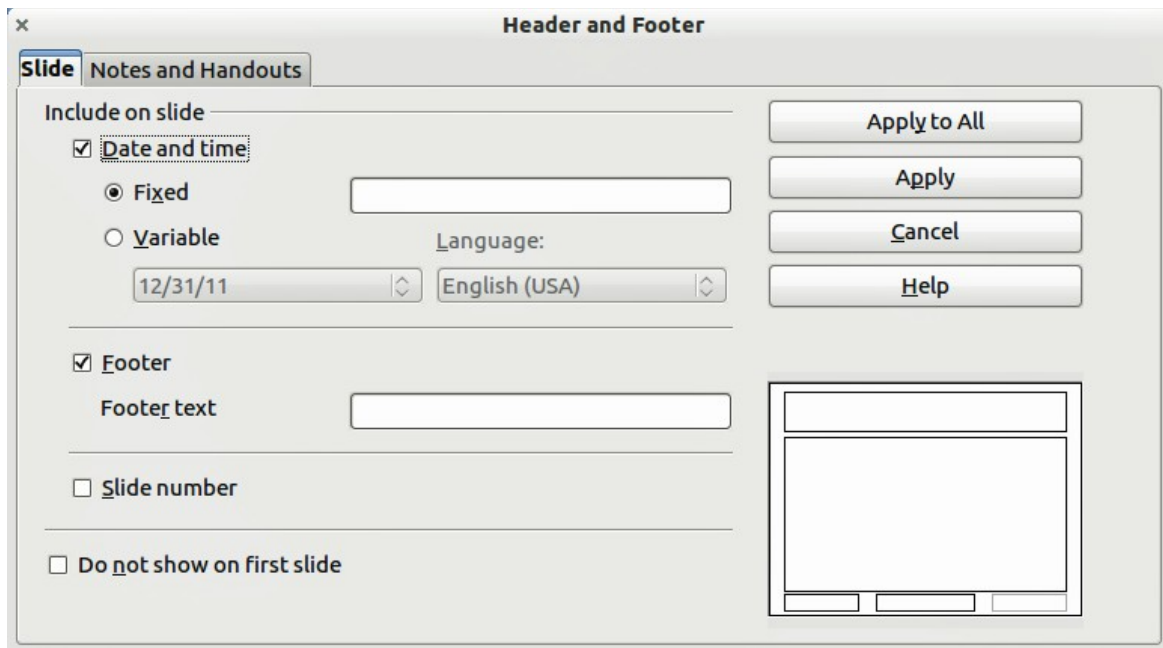 Header and Footer
Slide Notes and Handouts
Include on slide
Date and time
Fixed
Variable Language:
12/31/11 English (USA)
Footer
Footer text
Slide number
Do not show on first slide
Apply to All
Apply
Cancel
Help